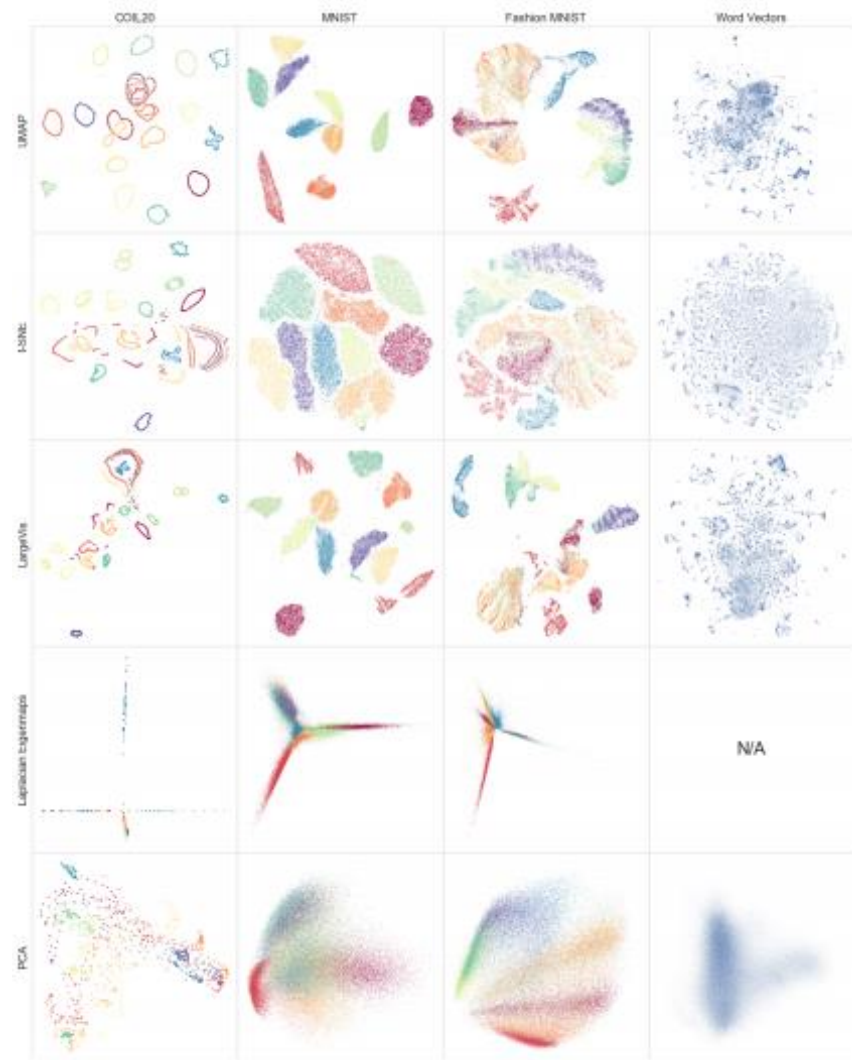 COIL20 MNIST Fashion MNIST Word Vectors
UMAP
t-SNE
LargeVis
Laplacian Eigenmaps
N/A
PCA